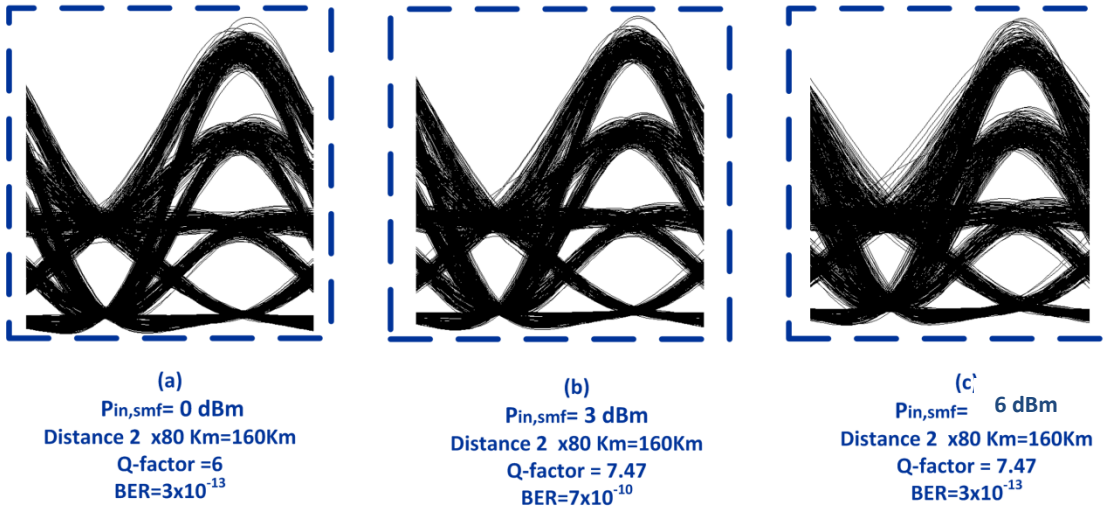 (a)
Pin,smf= 0 dBm
Distance 2 x80 Km=160Km
Q-factor =6
BER=3x10⁻¹³
(b)
Pin,smf= 3 dBm
Distance 2 x80 Km=160Km
Q-factor = 7.47
BER=7x10⁻¹⁰
(c)
Pin,smf= 6 dBm
Distance 2 x80 Km=160Km
Q-factor = 7.47
BER=3x10⁻¹³